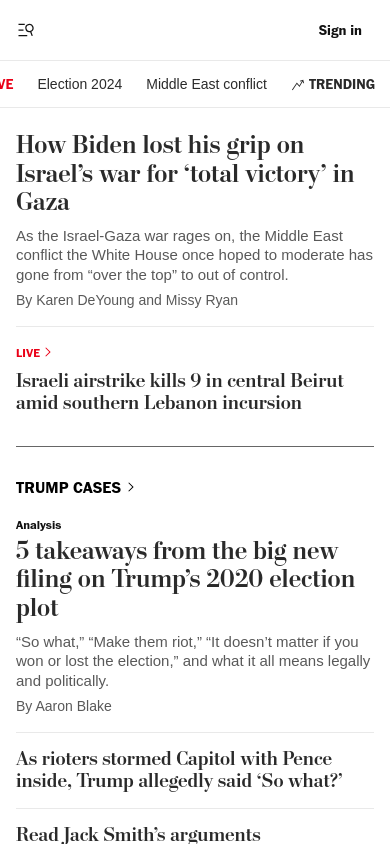 Sign in
VE Election 2024 Middle East conflict TRENDING
How Biden lost his grip on
Israel’s war for ‘total victory’ in
Gaza
As the Israel-Gaza war rages on, the Middle East
conflict the White House once hoped to moderate has
gone from “over the top” to out of control.
By Karen DeYoung and Missy Ryan
LIVE
Israeli airstrike kills 9 in central Beirut
amid southern Lebanon incursion
TRUMP CASES
Analysis
5 takeaways from the big new
filing on Trump’s 2020 election
plot
“So what,” “Make them riot,” “It doesn’t matter if you
won or lost the election,” and what it all means legally
and politically.
By Aaron Blake
As rioters stormed Capitol with Pence
inside, Trump allegedly said ‘So what?’
Read Jack Smith’s arguments